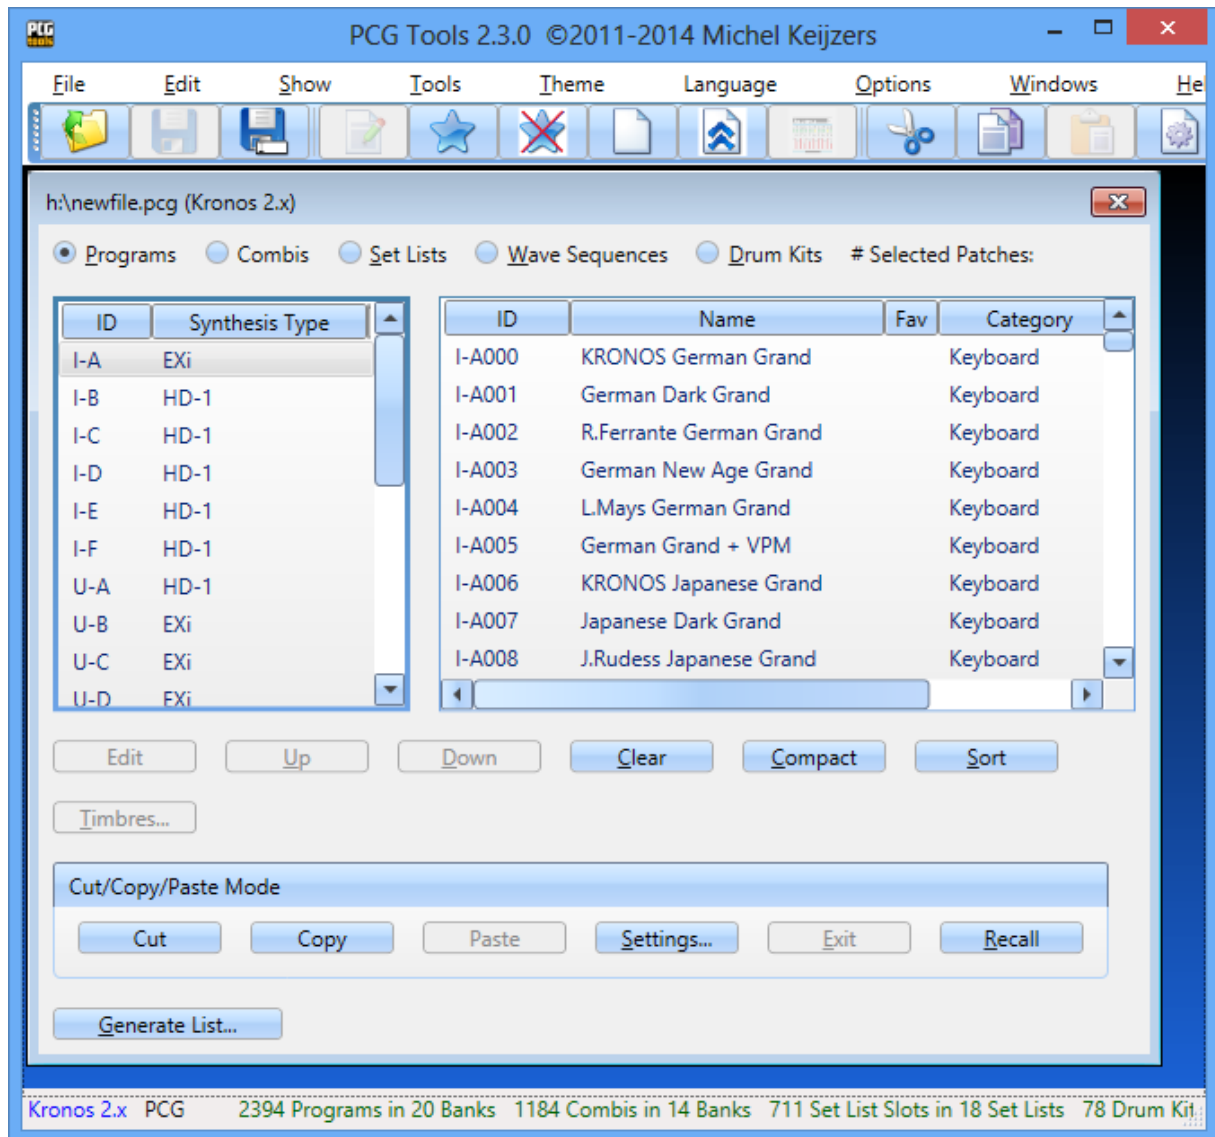 PCG Tools
PCG Tools 2.3.0 ©2011-2014 Michel Keijzers
File Edit Show Tools Theme Language Options Windows Hel
h:\newfile.pcg (Kronos 2.x)
Programs Combis Set Lists Wave Sequences Drum Kits # Selected Patches:
ID Synthesis Type ID Name Fav Category
I-A EXi I-A000 KRONOS German Grand Keyboard
I-B HD-1 I-A001 German Dark Grand Keyboard
I-C HD-1 I-A002 R.Ferrante German Grand Keyboard
I-D HD-1 I-A003 German New Age Grand Keyboard
I-E HD-1 I-A004 L.Mays German Grand Keyboard
I-F HD-1 I-A005 German Grand + VPM Keyboard
U-A HD-1 I-A006 KRONOS Japanese Grand Keyboard
U-B EXi I-A007 Japanese Dark Grand Keyboard
U-C EXi I-A008 J.Rudess Japanese Grand Keyboard
U-D EXi
Edit Up Down Clear Compact Sort
Timbres...
Cut/Copy/Paste Mode
Cut Copy Paste Settings... Exit Recall
Generate List...
Kronos 2.x PCG 2394 Programs in 20 Banks 1184 Combis in 14 Banks 711 Set List Slots in 18 Set Lists 78 Drum Kit